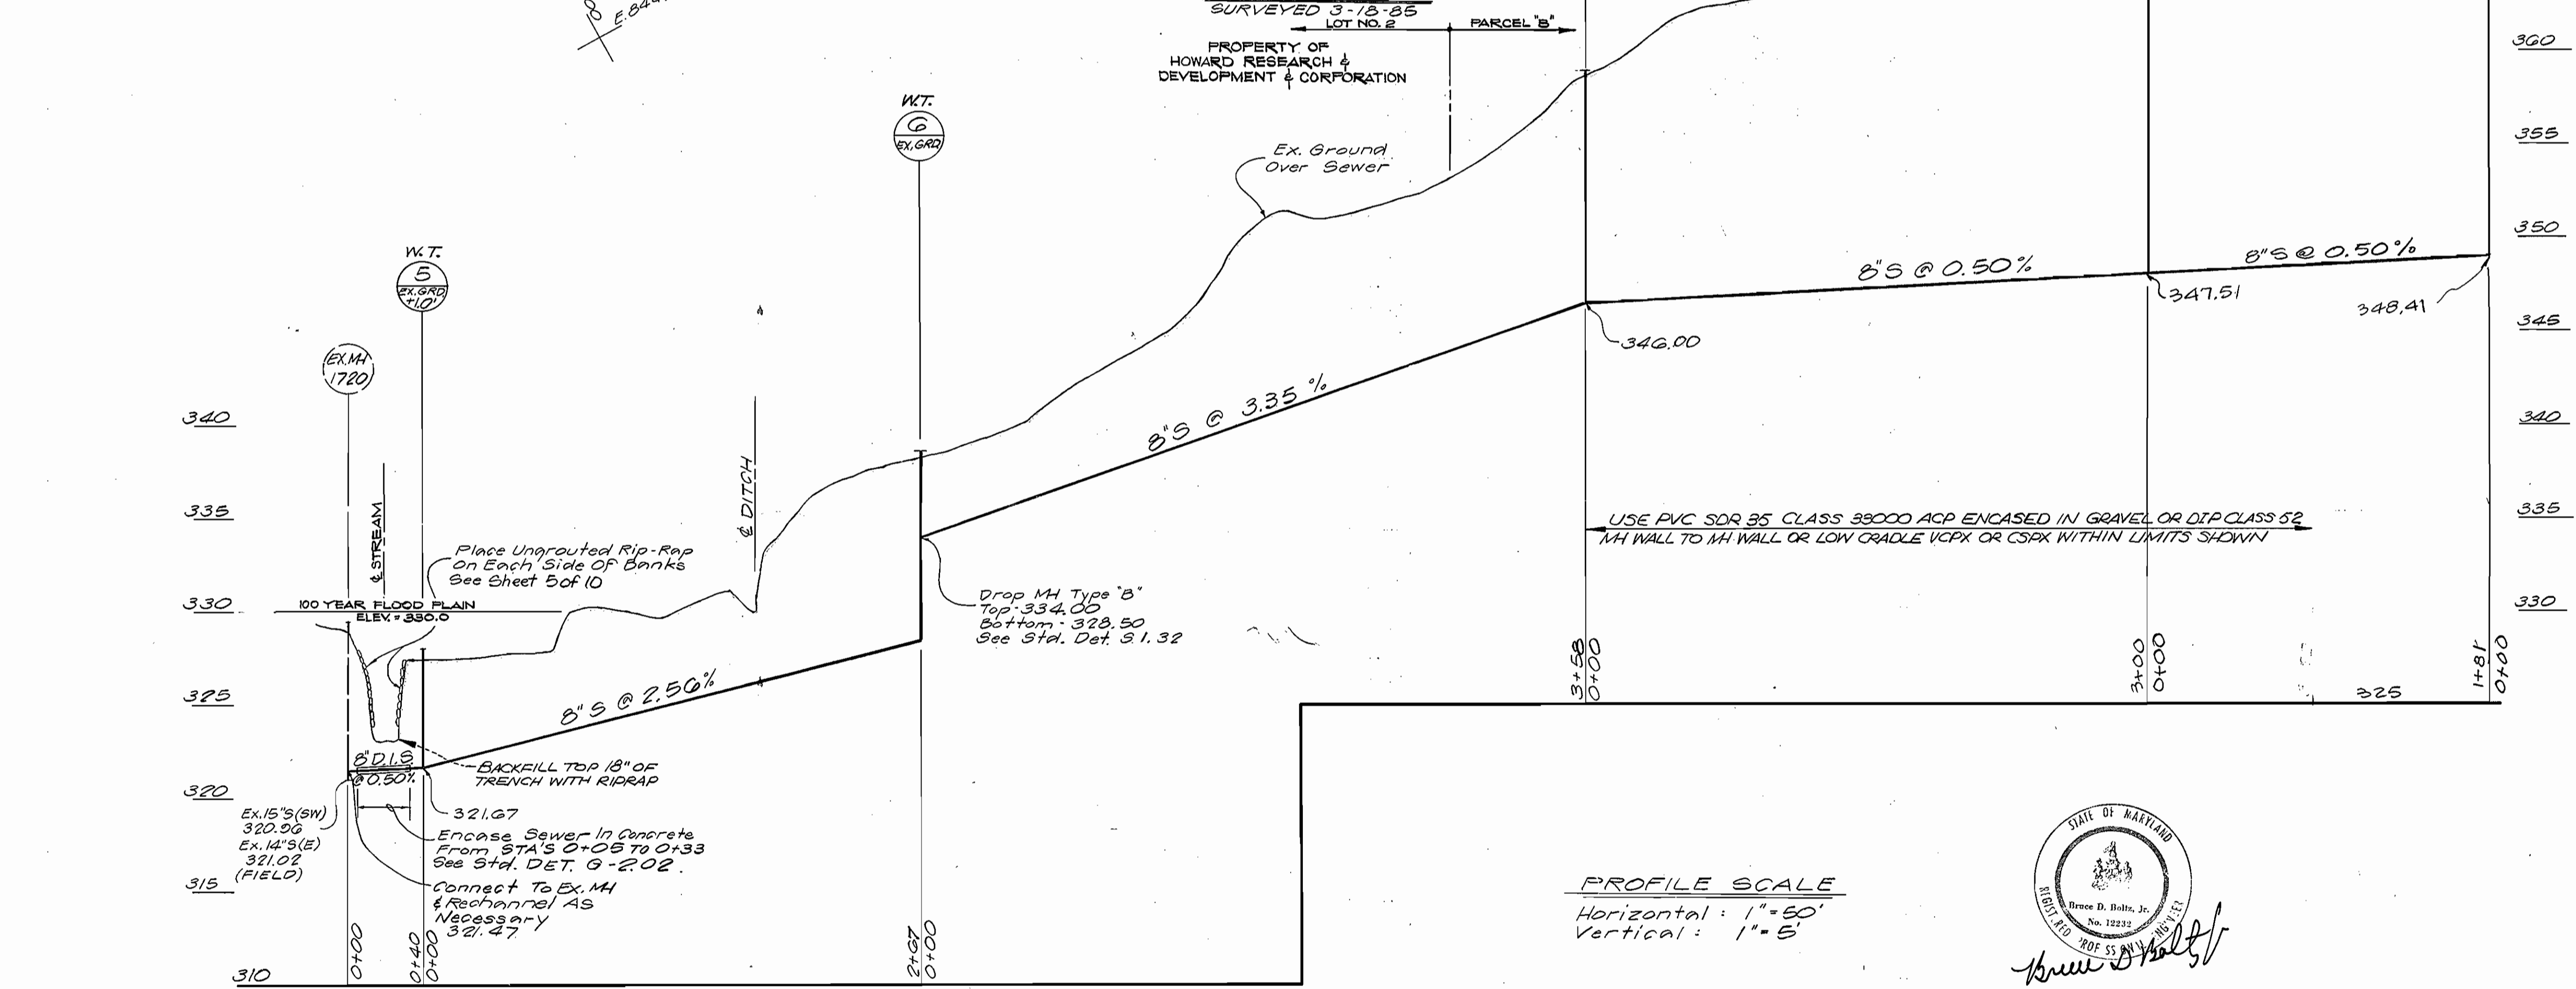 SURVEYED 3-18-85
LOT NO. 2
PARCEL "B"
PROPERTY OF
HOWARD RESEARCH &
DEVELOPMENT & CORPORATION
W.T.
6
EX.GRD
Ex. Ground
Over Sewer
W.T.
5
EX.GRD.
+1.0'
EX.MH
1720
360
355
350
345
340
335
330
325
340
335
330
325
320
315
310
8"S @ 0.50%
8"S @ 0.50%
347.51
348.41
346.00
8"S @ 3.35 %
℄ STREAM
℄ DITCH
Place Ungrouted Rip-Rap
On Each Side Of Banks
See Sheet 5 of 10
100 YEAR FLOOD PLAIN
ELEV. = 330.0
Drop MH Type "B"
Top-334.00
Bottom - 328.50
See Std. Det. S 1.32
USE PVC SDR 35 CLASS 33000 ACP ENCASED IN GRAVEL OR DIP CLASS 52
MH WALL TO MH WALL OR LOW CRADLE VCPX OR CSPX WITHIN LIMITS SHOWN
8"S @ 2.56%
8" D.I.S.
@0.50%
BACKFILL TOP 18" OF
TRENCH WITH RIPRAP
321.67
Ex.15"S(SW)
320.96
Ex.14"S(E)
321.02
(FIELD)
Encase Sewer In Concrete
From STA'S 0+05 TO 0+33
See Std. DET. G-2.02.
Connect To Ex. MH
& Rechannel As
Necessary
321.47
0+00
0+40
0+00
2+67
0+00
3+58
0+00
3+00
0+00
1+81
0+00
PROFILE SCALE
Horizontal : 1"=50'
Vertical : 1"=5'
STATE OF MARYLAND
Bruce D. Boltz, Jr.
No. 12232
Bruce D Boltz Jr